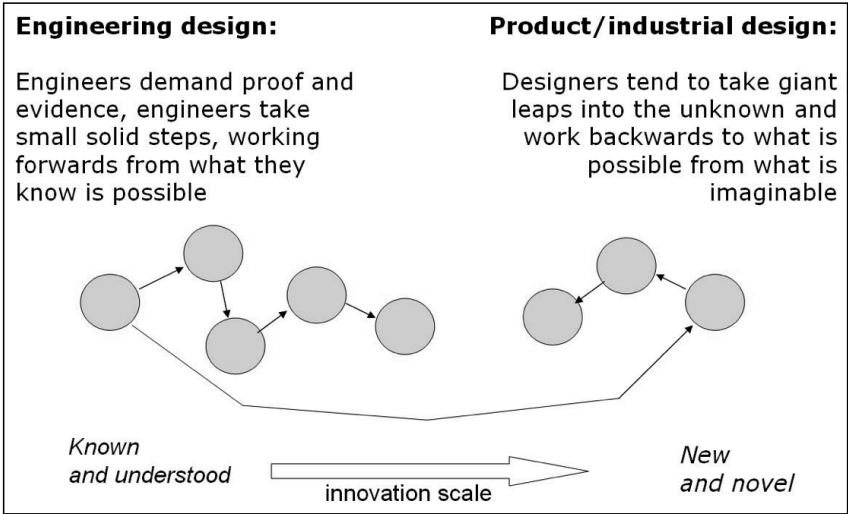 Engineering design:
Engineers demand proof and
evidence, engineers take
small solid steps, working
forwards from what they
know is possible
Product/industrial design:
Designers tend to take giant
leaps into the unknown and
work backwards to what is
possible from what is
imaginable
Known
and understood
innovation scale
New
and novel